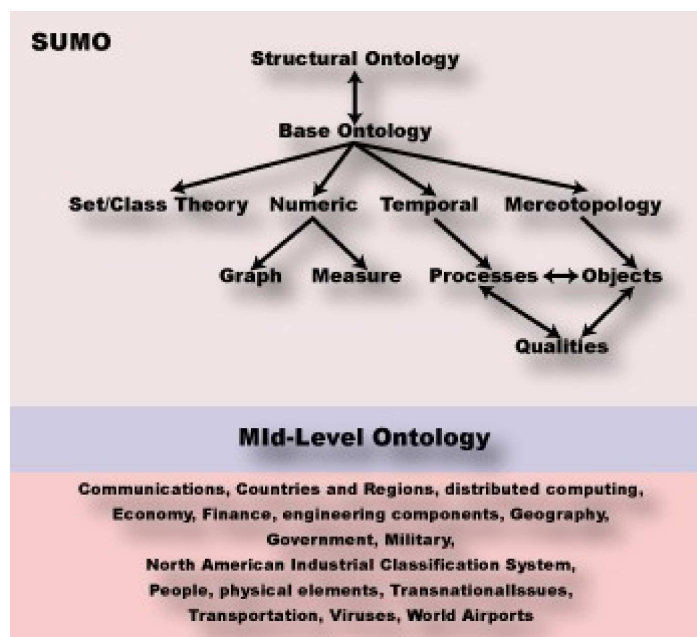 SUMO
Structural Ontology
Base Ontology
Set/Class Theory Numeric Temporal Mereotopology
Graph Measure Processes Objects
Qualities
MId-Level Ontology
Communications, Countries and Regions, distributed computing,
Economy, Finance, engineering components, Geography,
Government, Military,
North American Industrial Classification System,
People, physical elements, TransnationalIssues,
Transportation, Viruses, World Airports